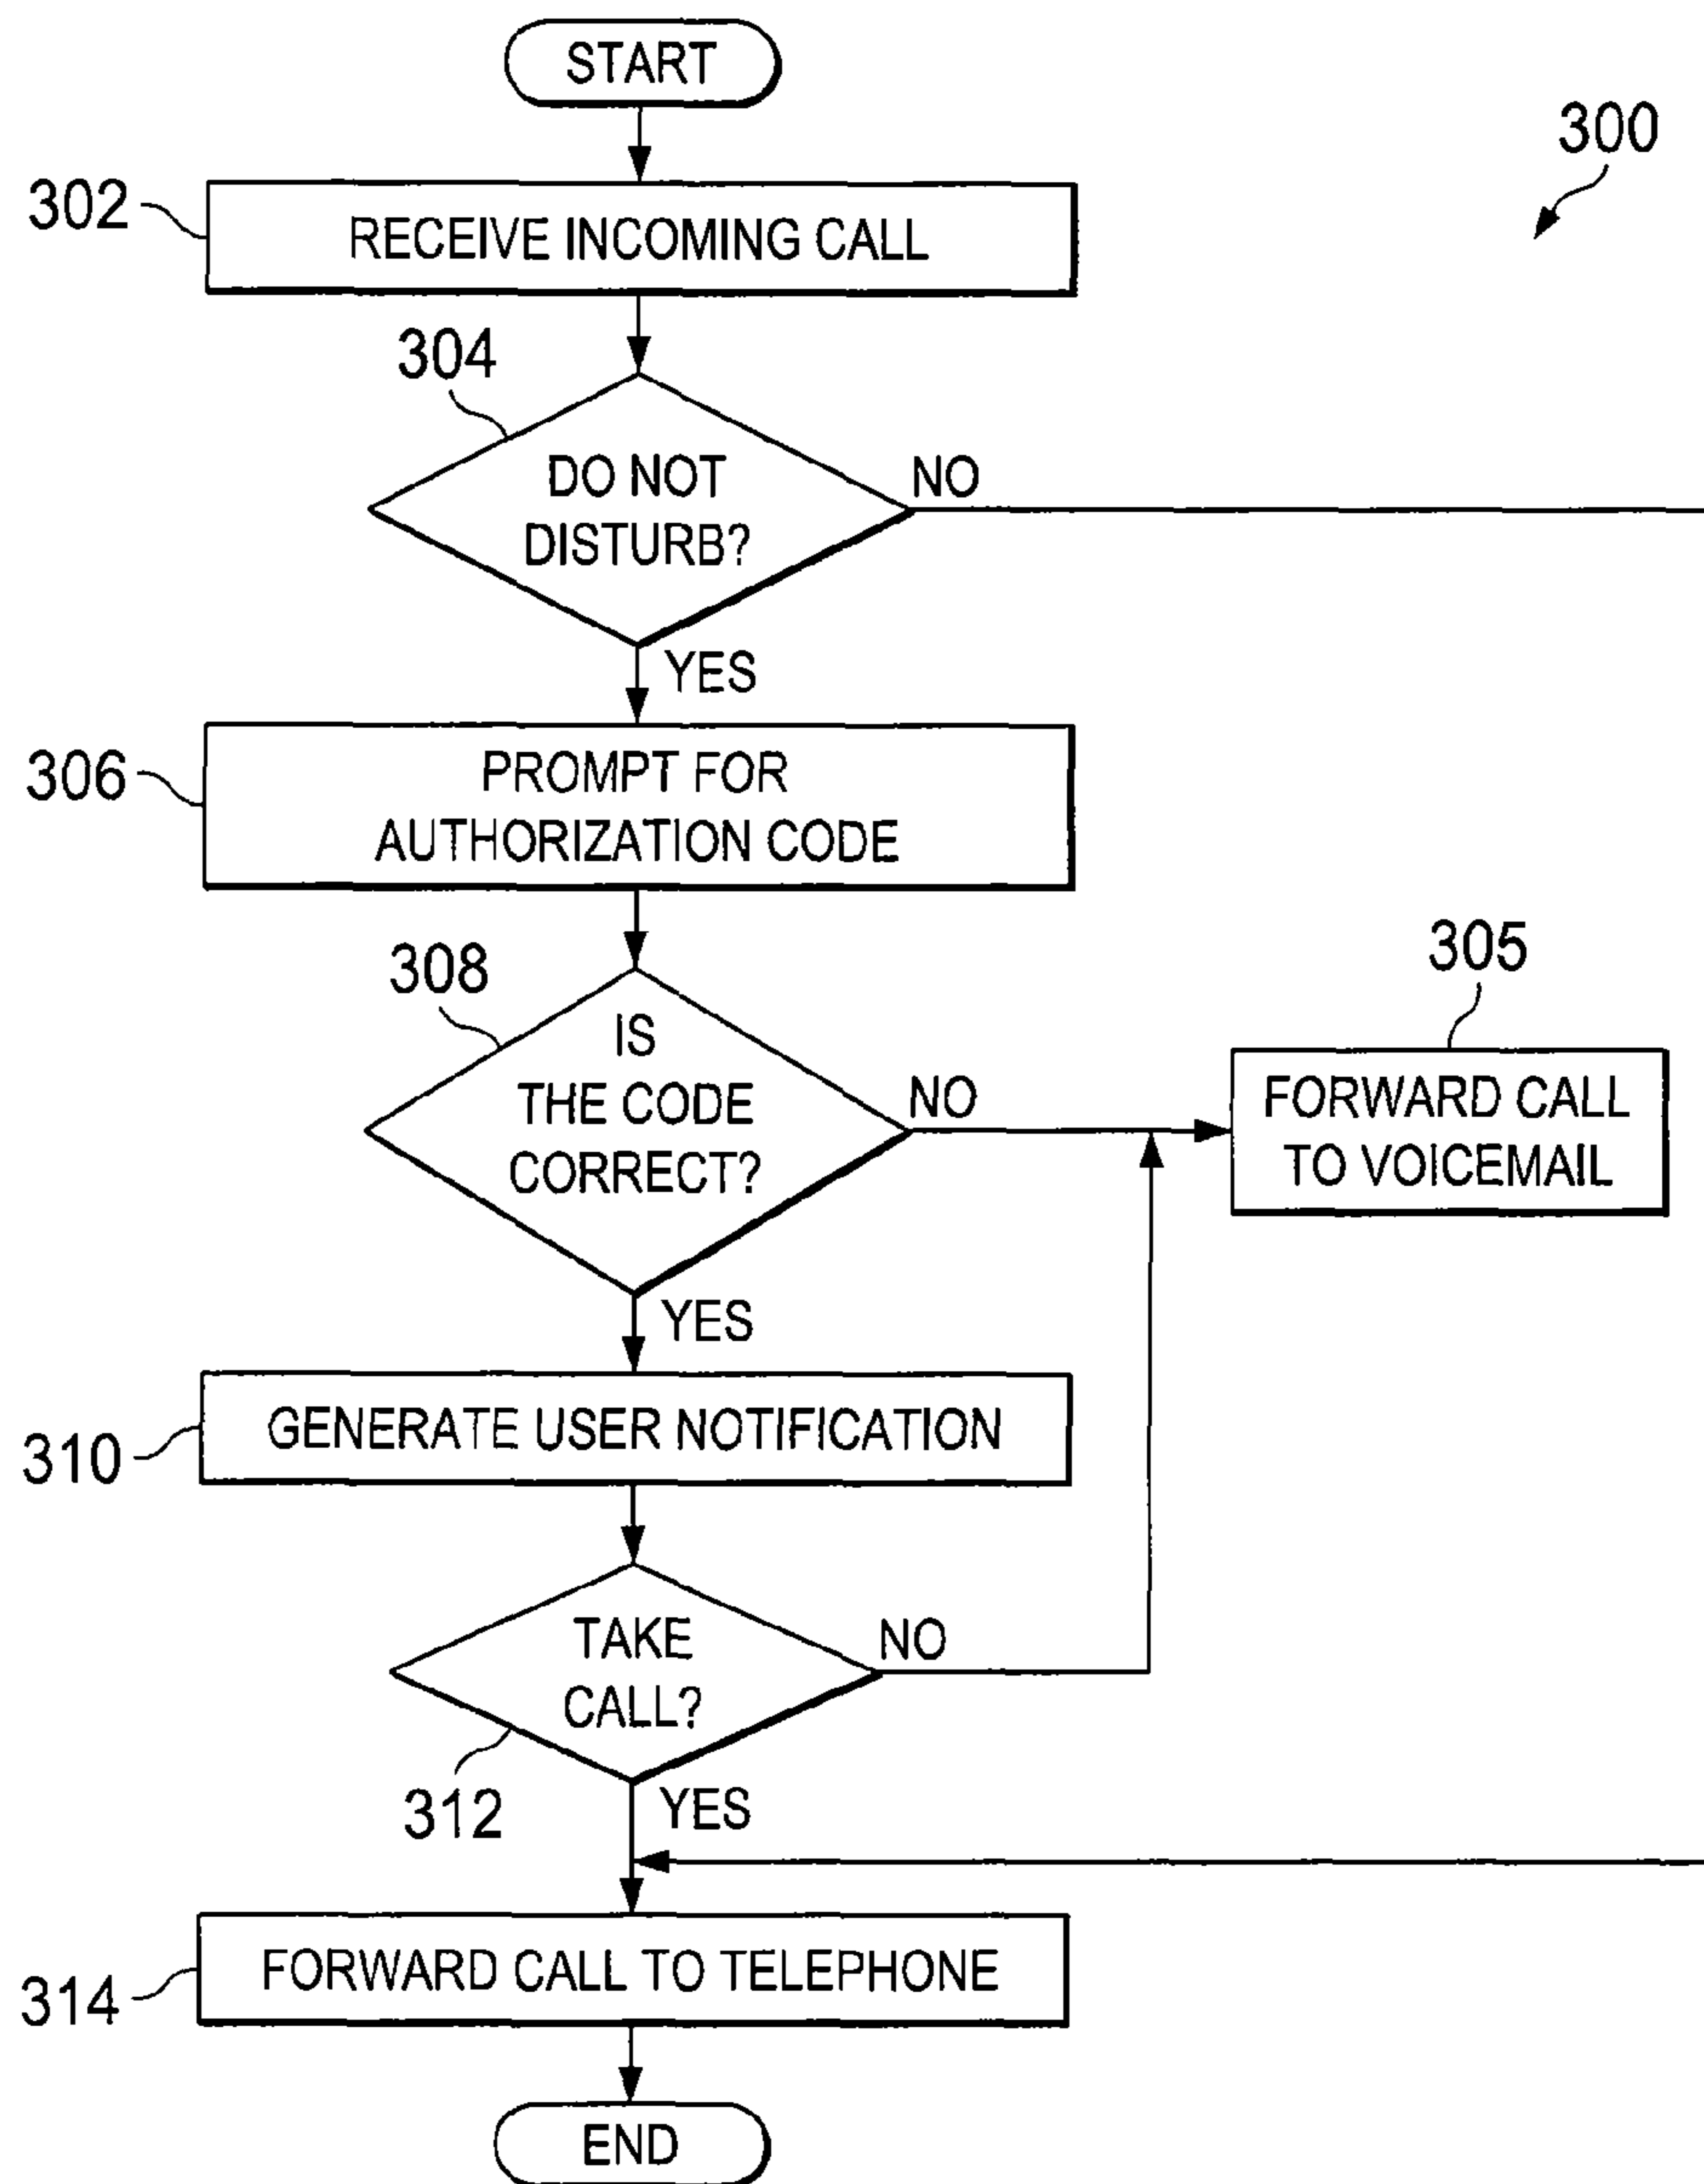 START
300
302
RECEIVE INCOMING CALL
304
DO NOT
DISTURB?
NO
YES
306
PROMPT FOR
AUTHORIZATION CODE
308
IS
THE CODE
CORRECT?
NO
305
FORWARD CALL
TO VOICEMAIL
YES
310
GENERATE USER NOTIFICATION
TAKE
CALL?
NO
312
YES
314
FORWARD CALL TO TELEPHONE
END